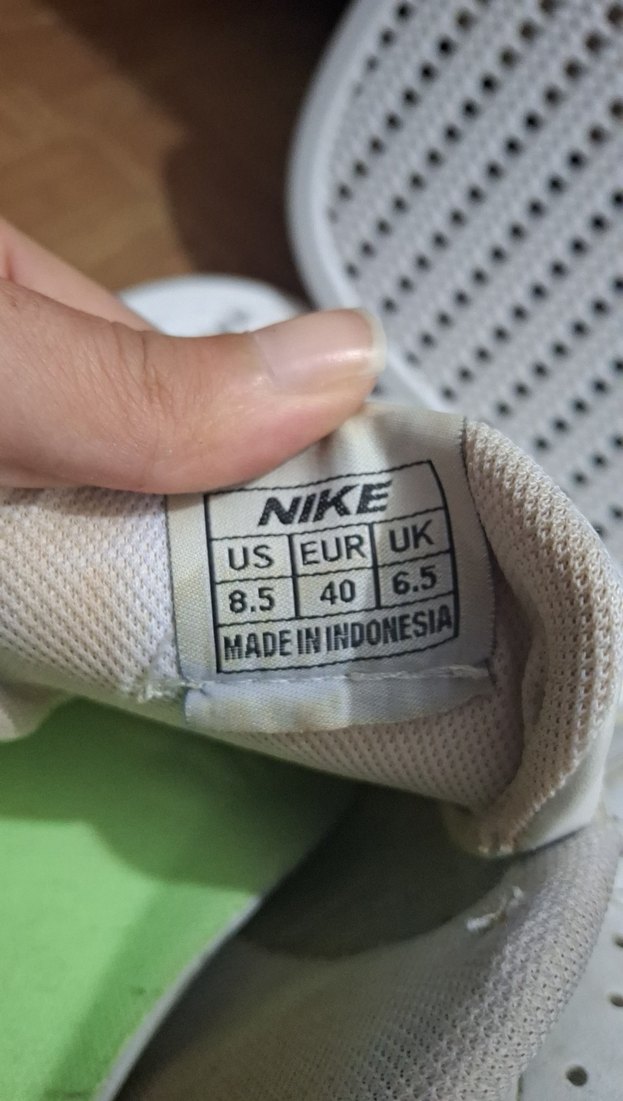 NIKE
US EUR UK
8.5 40 6.5
MADE IN INDONESIA